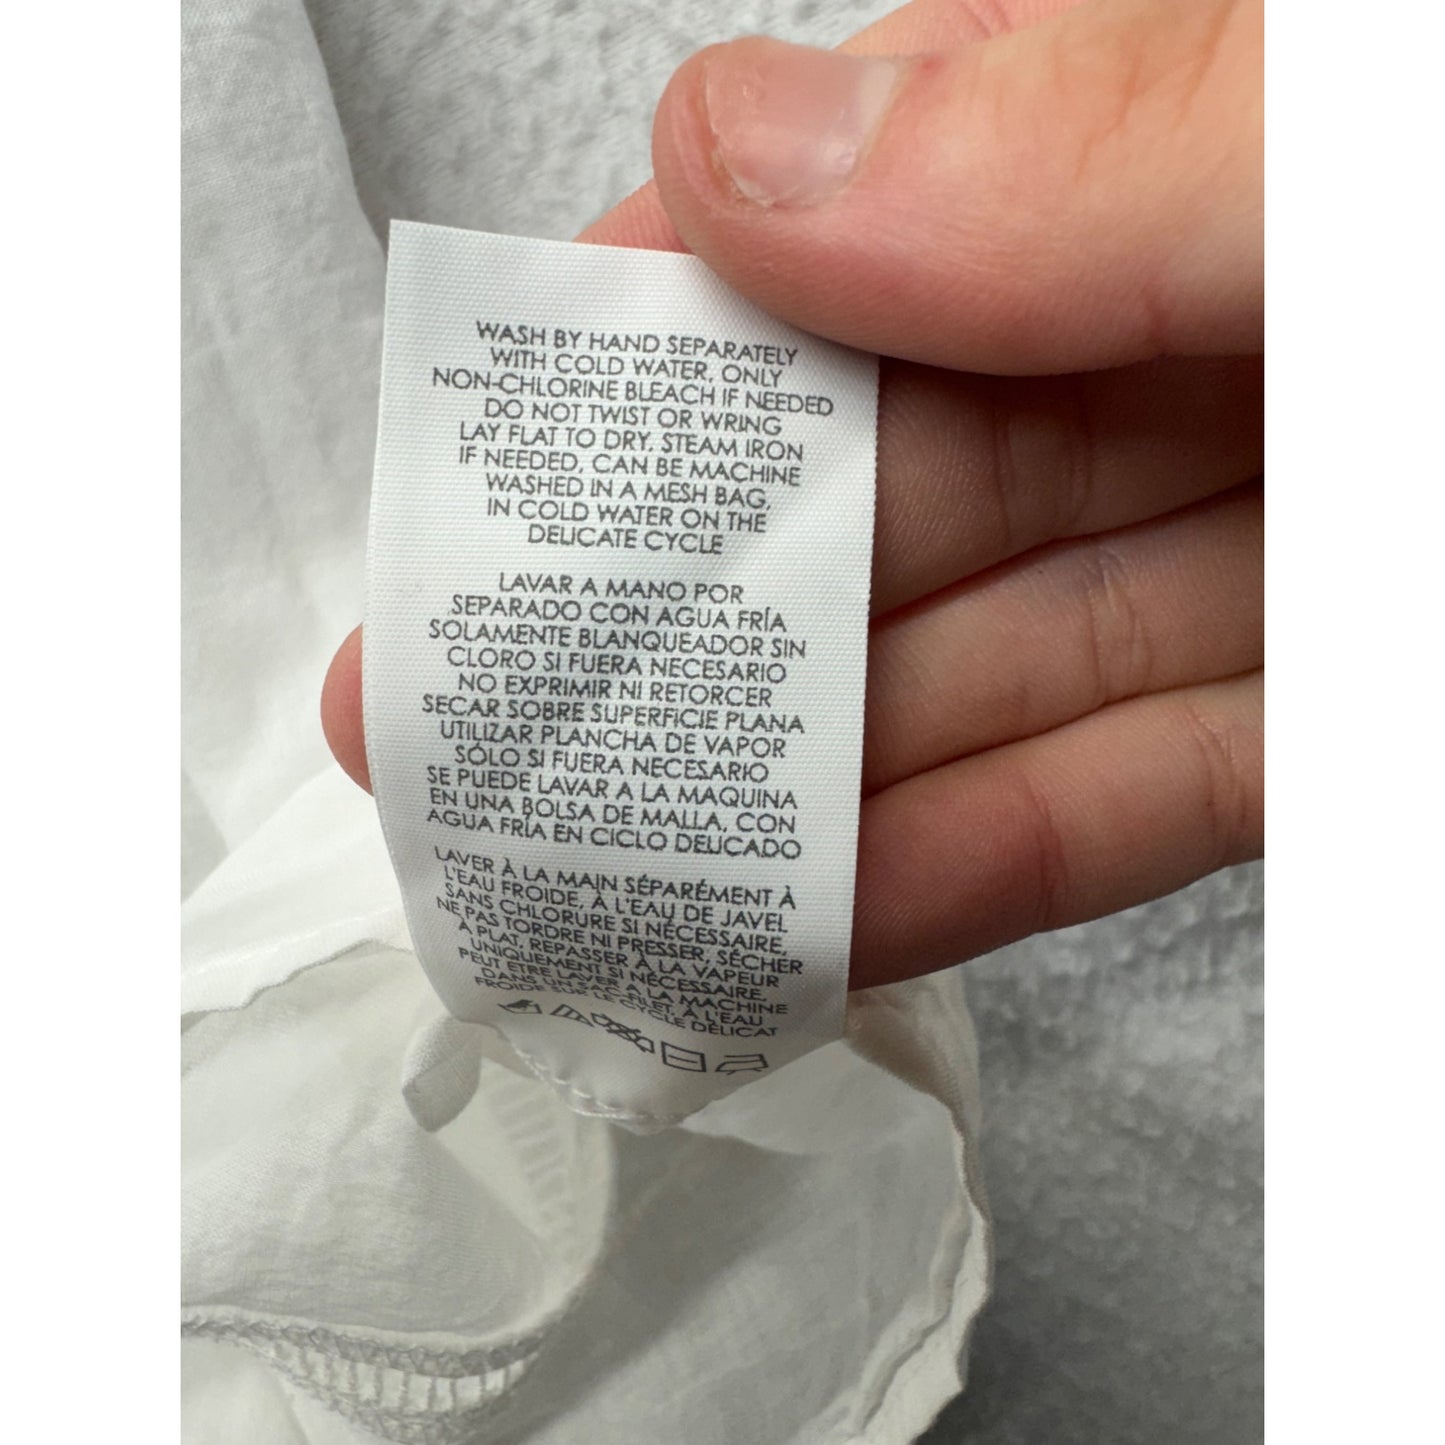 WASH BY HAND SEPARATELY
WITH COLD WATER, ONLY
NON-CHLORINE BLEACH IF NEEDED
DO NOT TWIST OR WRING
LAY FLAT TO DRY, STEAM IRON
IF NEEDED, CAN BE MACHINE
WASHED IN A MESH BAG,
IN COLD WATER ON THE
DELICATE CYCLE
LAVAR A MANO POR
SEPARADO CON AGUA FRÍA
SOLAMENTE BLANQUEADOR SIN
CLORO SI FUERA NECESARIO
NO EXPRIMIR NI RETORCER
SECAR SOBRE SUPERFICIE PLANA
UTILIZAR PLANCHA DE VAPOR
SÓLO SI FUERA NECESARIO
SE PUEDE LAVAR A LA MAQUINA
EN UNA BOLSA DE MALLA, CON
AGUA FRÍA EN CICLO DELICADO
LAVER À LA MAIN SÉPARÉMENT À
L'EAU FROIDE, À L'EAU DE JAVEL
SANS CHLORURE SI NÉCESSAIRE,
NE PAS TORDRE NI PRESSER, SÉCHER
À PLAT, REPASSER À LA VAPEUR
UNIQUEMENT SI NÉCESSAIRE.
PEUT ETRE LAVER A LA MACHINE
DANS UN SAC-FILET, À L'EAU
FROIDE SUR LE CYCLE DÉLICAT